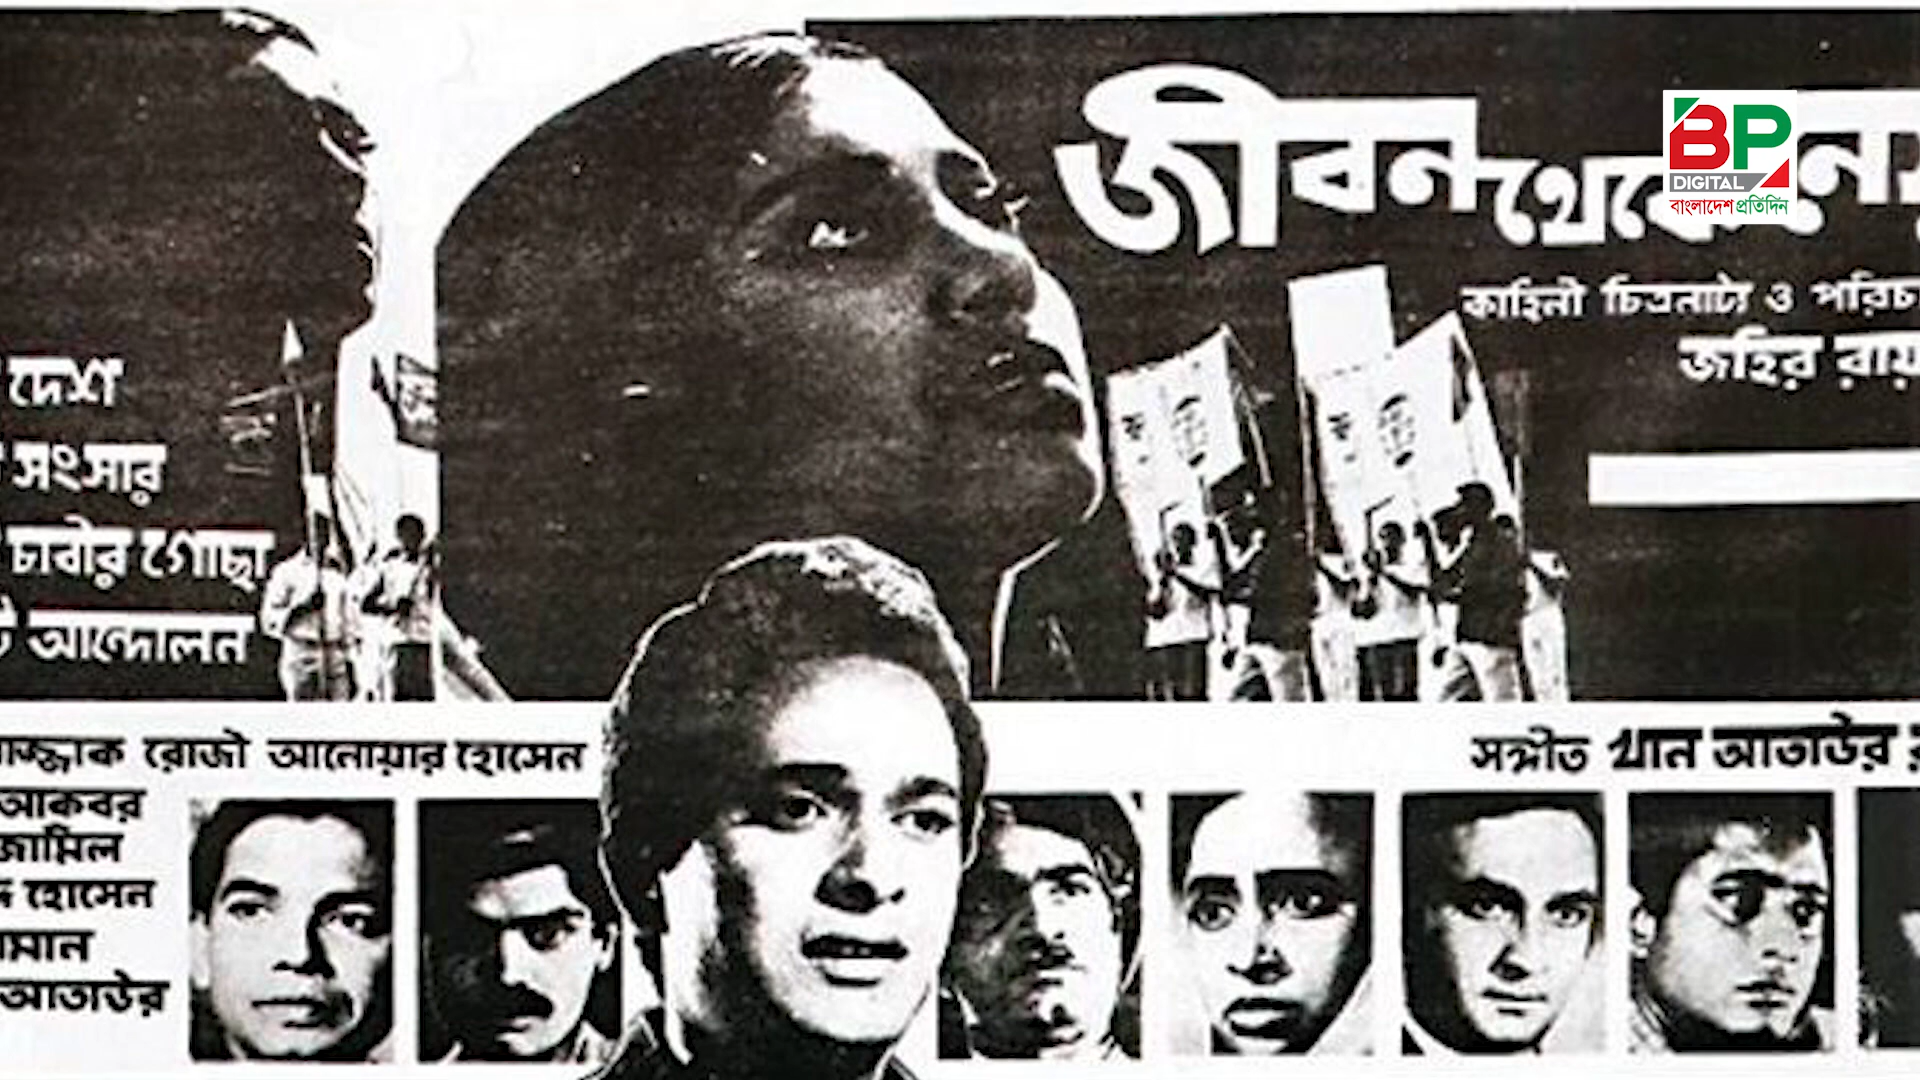 জীবন থেকে
BP
DIGITAL
বাংলাদেশ প্রতিদিন
কাহিনী চিত্রনাট্য ও পরিচ
জহির রায়
দেশ
সংসার
চাবীর গোছা
আন্দোলন
রোজী আনোয়ার হোসেন
সঙ্গীত খান আতাউর
আকবর
জামিল
হোসেন
আতাউর